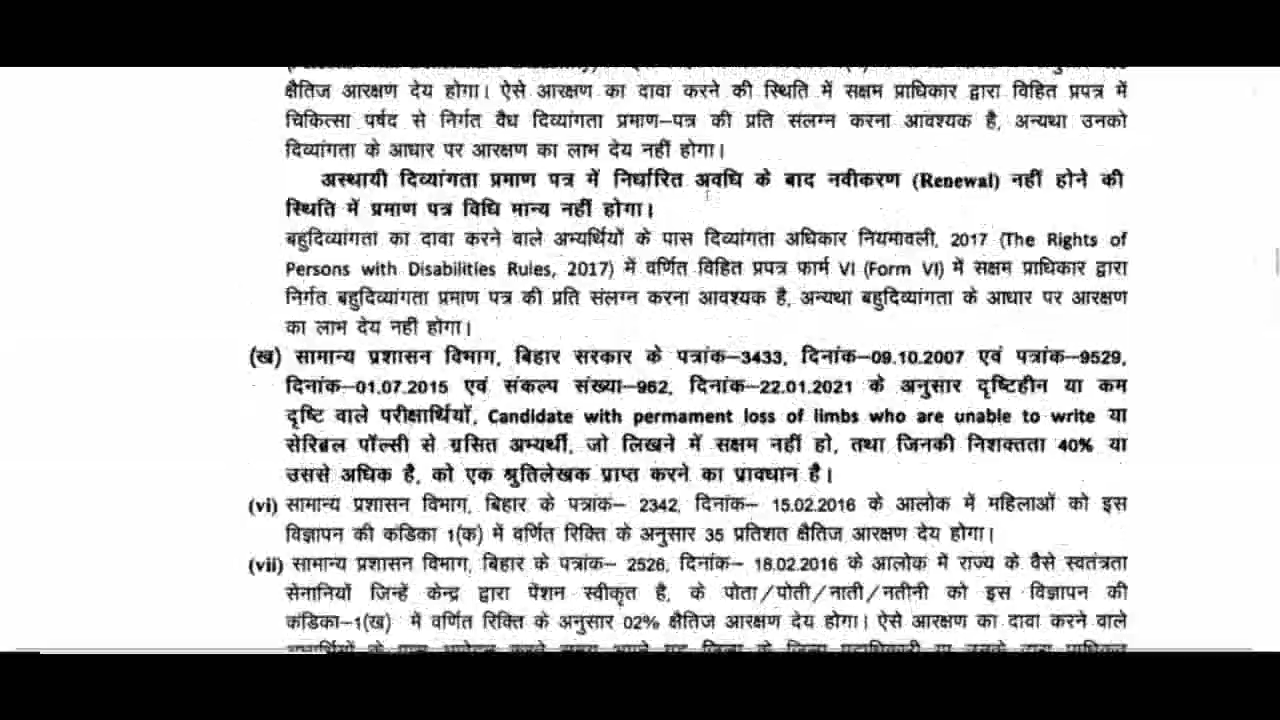 क्षैतिज आरक्षण देय होगा। ऐसे आरक्षण का दावा करने की स्थिति में सक्षम प्राधिकार द्वारा विहित प्रपत्र में
चिकित्सा पर्षद से निर्गत वैध दिव्यांगता प्रमाण–पत्र की प्रति संलग्न करना आवश्यक है, अन्यथा उनको
दिव्यांगता के आधार पर आरक्षण का लाभ देय नहीं होगा।
अस्थायी दिव्यांगता प्रमाण पत्र में निर्धारित अवधि के बाद नवीकरण (Renewal) नहीं होने की
स्थिति में प्रमाण पत्र विधि मान्य नहीं होगा।
बहुदिव्यांगता का दावा करने वाले अभ्यर्थियों के पास दिव्यांगता अधिकार नियमावली, 2017 (The Rights of
Persons with Disabilities Rules, 2017) में वर्णित विहित प्रपत्र फार्म VI (Form VI) में सक्षम प्राधिकार द्वारा
निर्गत बहुदिव्यांगता प्रमाण पत्र की प्रति संलग्न करना आवश्यक है, अन्यथा बहुदिव्यांगता के आधार पर आरक्षण
का लाभ देय नहीं होगा।
(ख) सामान्य प्रशासन विभाग, बिहार सरकार के पत्रांक–3433, दिनांक–09.10.2007 एवं पत्रांक–9529,
दिनांक–01.07.2015 एवं संकल्प संख्या–962, दिनांक–22.01.2021 के अनुसार दृष्टिहीन या कम
दृष्टि वाले परीक्षार्थियों, Candidate with permament loss of limbs who are unable to write या
सेरिब्रल पॉल्सी से ग्रसित अभ्यर्थी, जो लिखने में सक्षम नहीं हो, तथा जिनकी निशक्तता 40% या
उससे अधिक है, को एक श्रुतिलेखक प्राप्त करने का प्रावधान है।
(vi) सामान्य प्रशासन विभाग, बिहार के पत्रांक– 2342, दिनांक– 15.02.2016 के आलोक में महिलाओं को इस
विज्ञापन की कंडिका 1(क) में वर्णित रिक्ति के अनुसार 35 प्रतिशत क्षैतिज आरक्षण देय होगा।
(vii) सामान्य प्रशासन विभाग, बिहार के पत्रांक– 2526, दिनांक– 18.02.2016 के आलोक में राज्य के वैसे स्वतंत्रता
सेनानियों जिन्हें केन्द्र द्वारा पेंशन स्वीकृत है, के पोता/पोती/नाती/नतीनी को इस विज्ञापन की
कंडिका–1(ख) में वर्णित रिक्ति के अनुसार 02% क्षैतिज आरक्षण देय होगा। ऐसे आरक्षण का दावा करने वाले